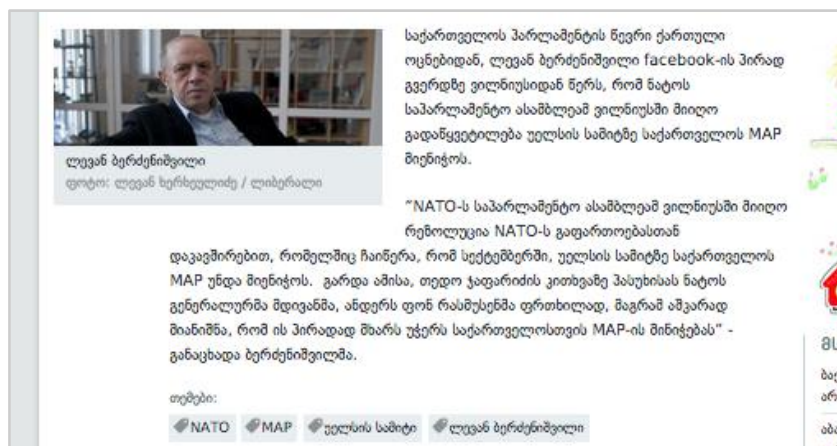 საქართველოს პარლამენტის წევრი ქართული
ოცნებიდან, ლევან ბერძენიშვილი facebook-ის პირად
გვერდზე ვილნიუსიდან წერს, რომ ნატოს
საპარლამენტო ასამბლეამ ვილნიუსში მიიღო
გადაწყვეტილება უელსის სამიტზე საქართველოს MAP
მიენიჭოს.
ლევან ბერძენიშვილი
ფოტო: ლევან ხერხეულიძე / ლიბერალი
“NATO-ს საპარლამენტო ასამბლეამ ვილნიუსში მიიღო
რეზოლუცია NATO-ს გაფართოებასთან
დაკავშირებით, რომელშიც ჩაიწერა, რომ სექტემბერში, უელსის სამიტზე საქართველოს
MAP უნდა მიენიჭოს. გარდა ამისა, თედო ჯაფარიძის კითხვაზე პასუხისას ნატოს
გენერალურმა მდივანმა, ანდერს ფონ რასმუსენმა ფრთხილად, მაგრამ აშკარად
მიანიშნა, რომ ის პირადად მხარს უჭერს საქართველოსთვის MAP-ის მინიჭებას” -
განაცხადა ბერძენიშვილმა.
თემები:
NATO MAP უელსის სამიტი ლევან ბერძენიშვილი